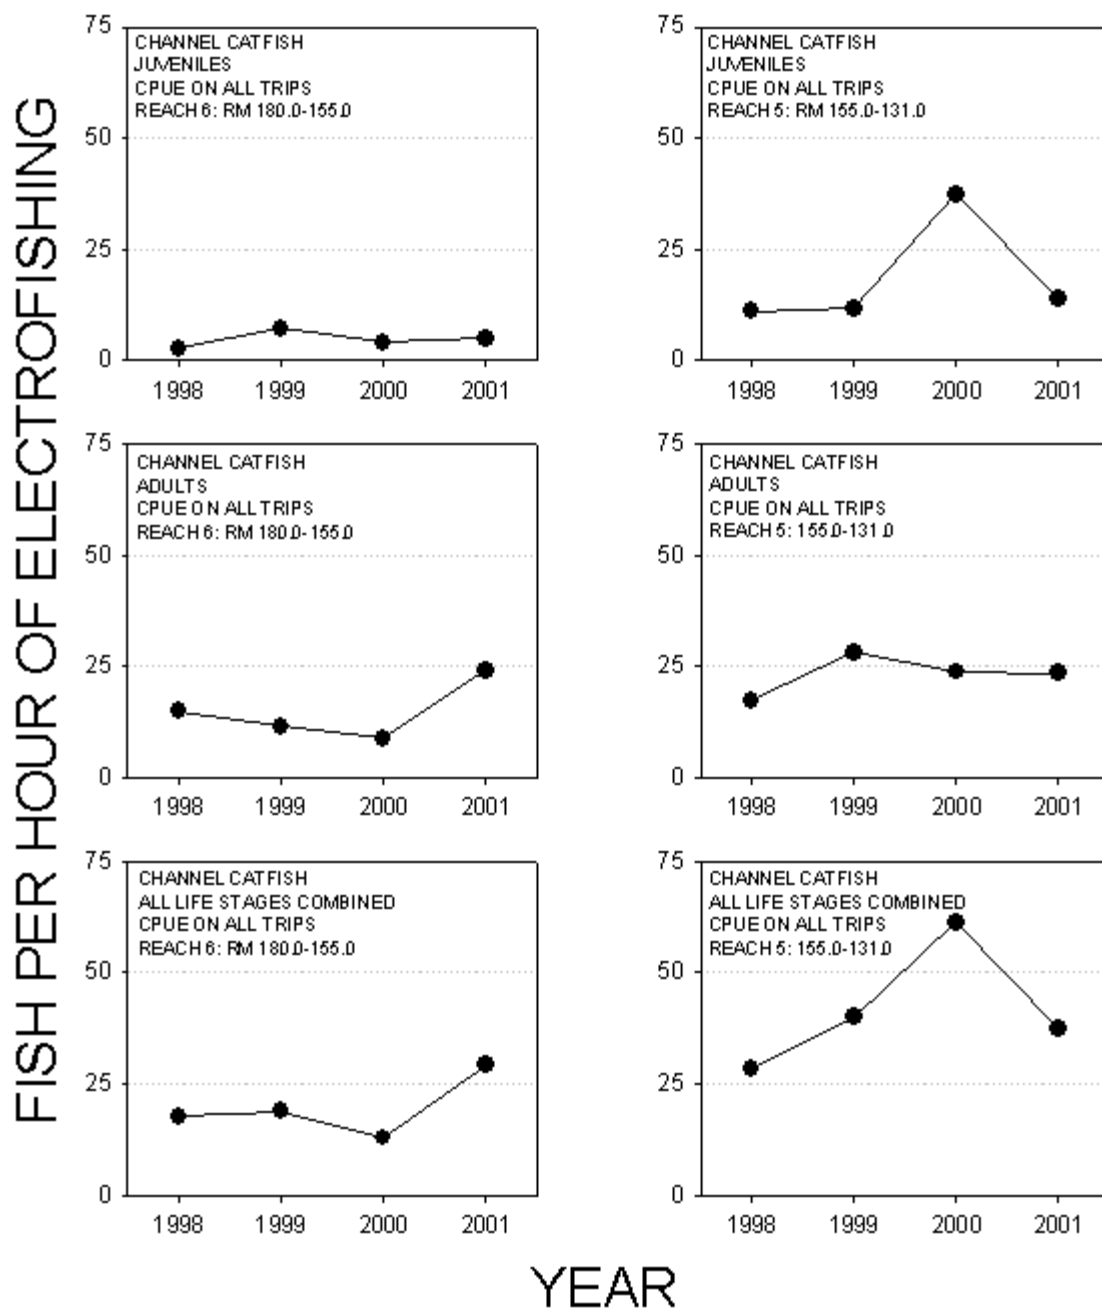 FISH PER HOUR OF ELECTROFISHING
75
50
25
0
CHANNEL CATFISH
JUVENILES
CPUE ON ALL TRIPS
REACH 6: RM 180.0-155.0
1998 1999 2000 2001
75
50
25
0
CHANNEL CATFISH
JUVENILES
CPUE ON ALL TRIPS
REACH 5: RM 155.0-131.0
1998 1999 2000 2001
75
50
25
0
CHANNEL CATFISH
ADULTS
CPUE ON ALL TRIPS
REACH 6: RM 180.0-155.0
1998 1999 2000 2001
75
50
25
0
CHANNEL CATFISH
ADULTS
CPUE ON ALL TRIPS
REACH 5: 155.0-131.0
1998 1999 2000 2001
75
50
25
0
CHANNEL CATFISH
ALL LIFE STAGES COMBINED
CPUE ON ALL TRIPS
REACH 6: RM 180.0-155.0
1998 1999 2000 2001
75
50
25
0
CHANNEL CATFISH
ALL LIFE STAGES COMBINED
CPUE ON ALL TRIPS
REACH 5: 155.0-131.0
1998 1999 2000 2001
YEAR